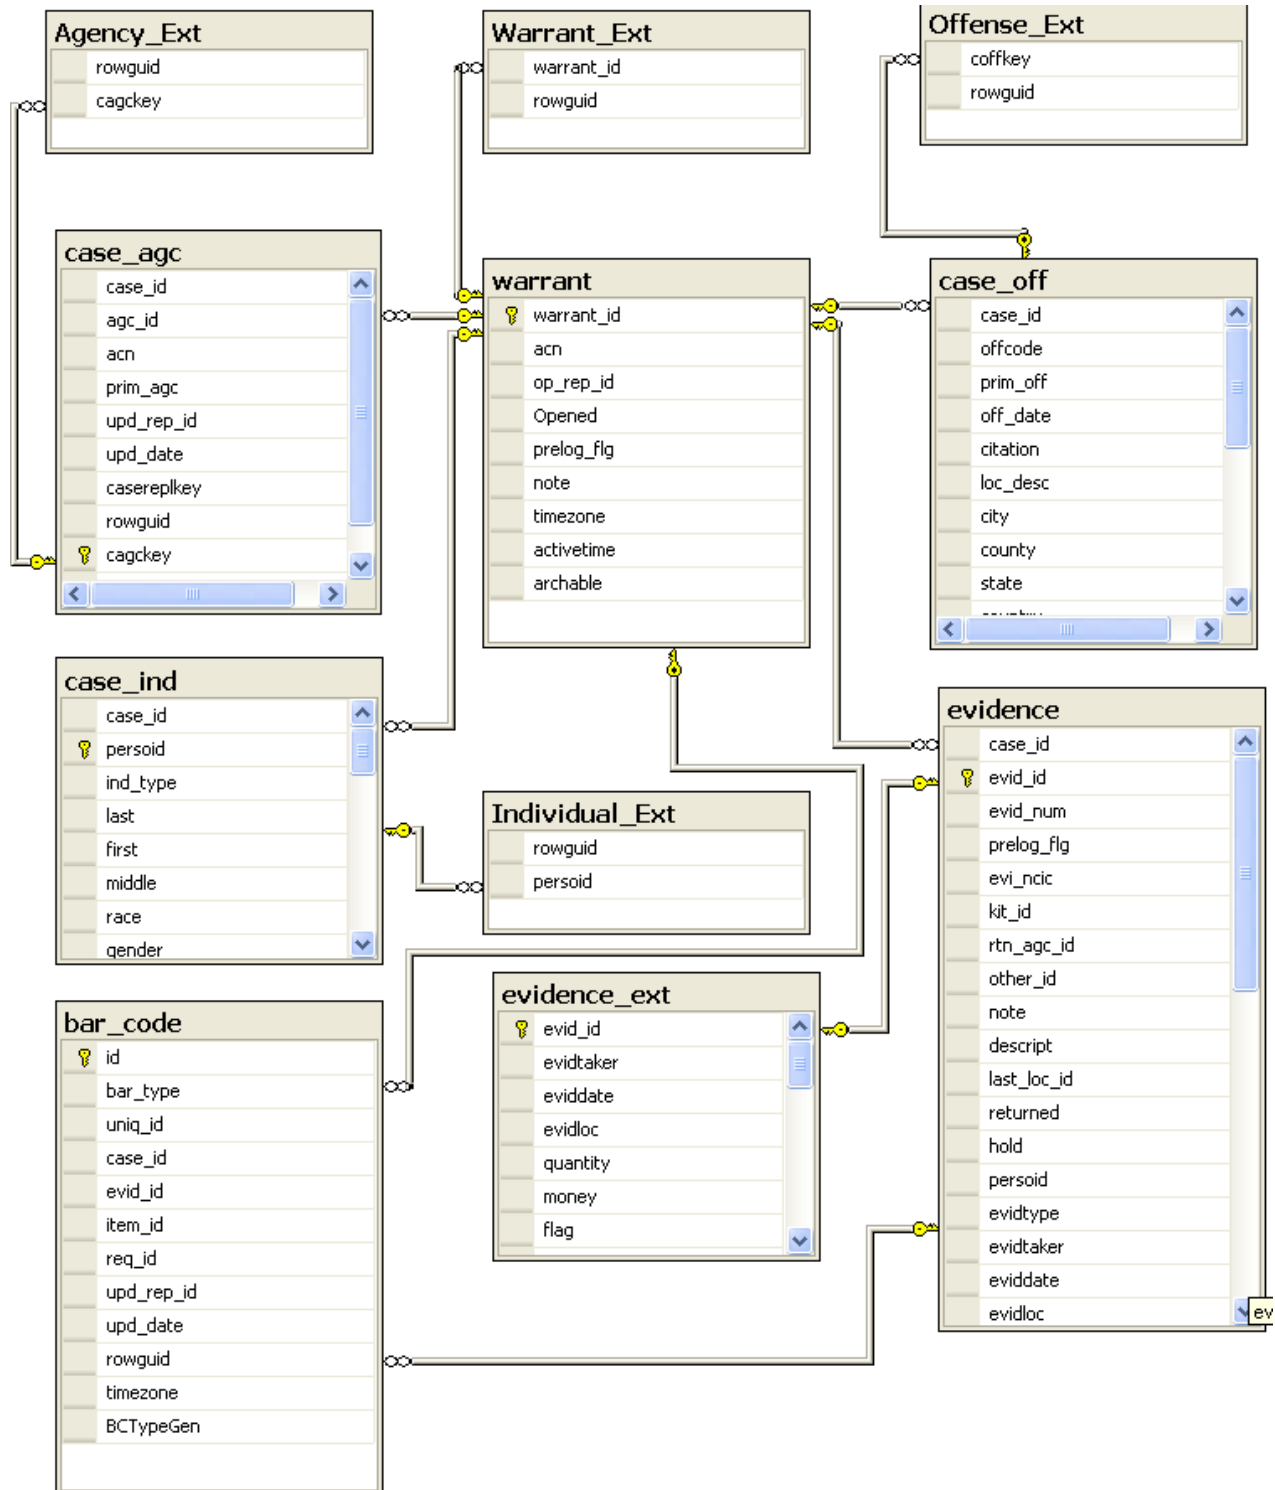 Agency_Ext
rowguid
cagckey
Warrant_Ext
warrant_id
rowguid
Offense_Ext
coffkey
rowguid
case_agc
case_id
agc_id
acn
prim_agc
upd_rep_id
upd_date
casereplkey
rowguid
cagckey
warrant
warrant_id
acn
op_rep_id
Opened
prelog_flg
note
timezone
activetime
archable
case_off
case_id
offcode
prim_off
off_date
citation
loc_desc
city
county
state
case_ind
case_id
persoid
ind_type
last
first
middle
race
gender
Individual_Ext
rowguid
persoid
evidence
case_id
evid_id
evid_num
prelog_flg
evi_ncic
kit_id
rtn_agc_id
other_id
note
descript
last_loc_id
returned
hold
persoid
evidtype
evidtaker
eviddate
evidloc
ev
evidence_ext
evid_id
evidtaker
eviddate
evidloc
quantity
money
flag
bar_code
id
bar_type
uniq_id
case_id
evid_id
item_id
req_id
upd_rep_id
upd_date
rowguid
timezone
BCTypeGen